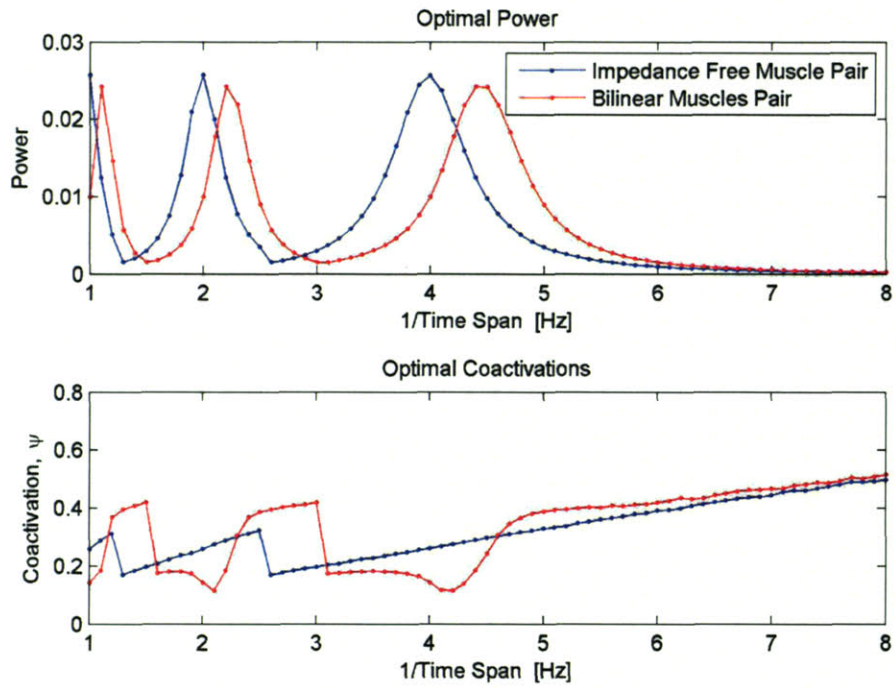 Optimal Power
0.03
0.02
0.01
0
Power
Impedance Free Muscle Pair
Bilinear Muscles Pair
1 2 3 4 5 6 7 8
1/Time Span [Hz]
Optimal Coactivations
0.8
0.6
0.4
0.2
0
Coactivation, ψ
1 2 3 4 5 6 7 8
1/Time Span [Hz]